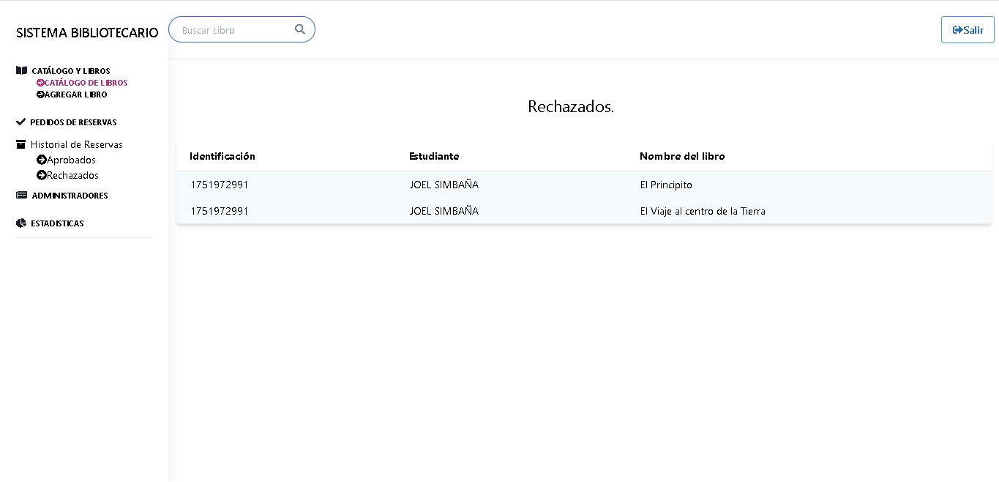 SISTEMA BIBLIOTECARIO
Buscar Libro
Salir
CATÁLOGO Y LIBROS
CATÁLOGO DE LIBROS
AGREGAR LIBRO
PEDIDOS DE RESERVAS
Historial de Reservas
Aprobados
Rechazados
ADMINISTRADORES
ESTADISTICAS
Rechazados.
Identificación Estudiante Nombre del libro
1751972991 JOEL SIMBAÑA El Principito
1751972991 JOEL SIMBAÑA El Viaje al centro de la Tierra